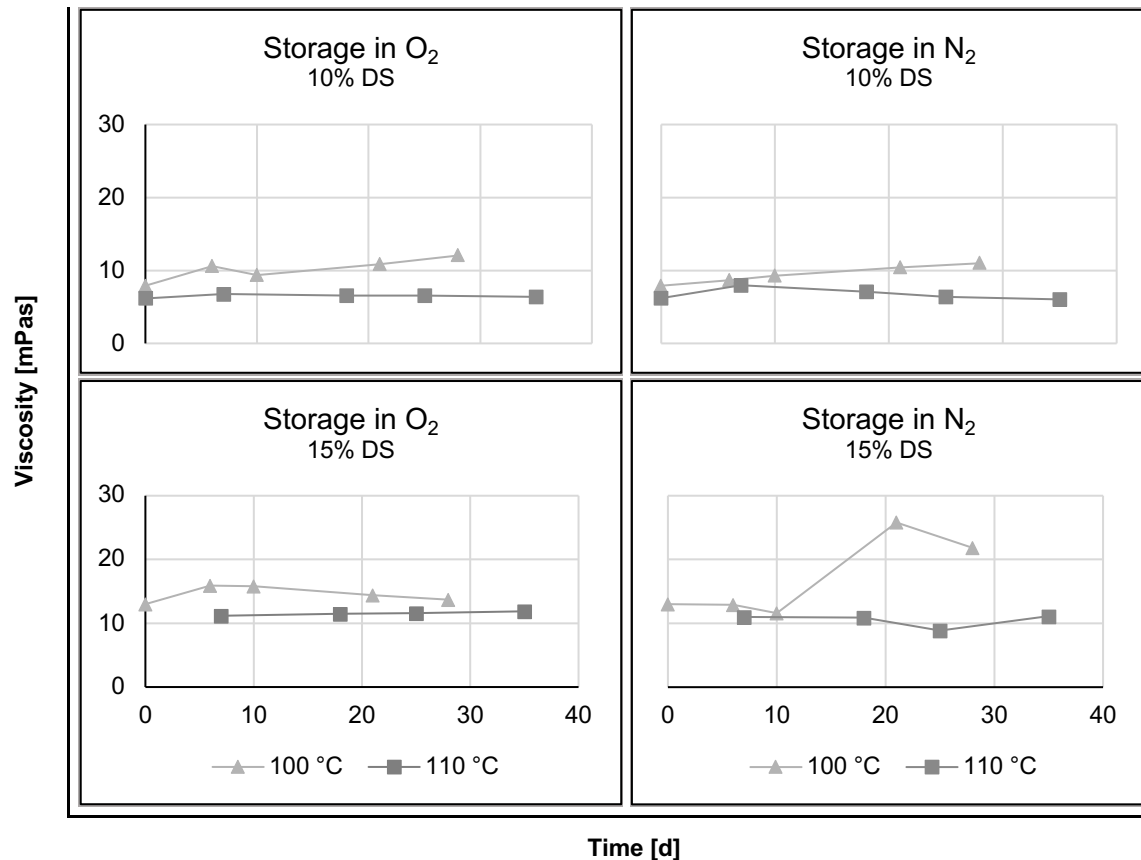 Storage in O₂
10% DS
30
20
10
0
Storage in N₂
10% DS
Viscosity [mPas]
Storage in O₂
15% DS
30
20
10
0
0 10 20 30 40
100 °C 110 °C
Storage in N₂
15% DS
0 10 20 30 40
100 °C 110 °C
Time [d]